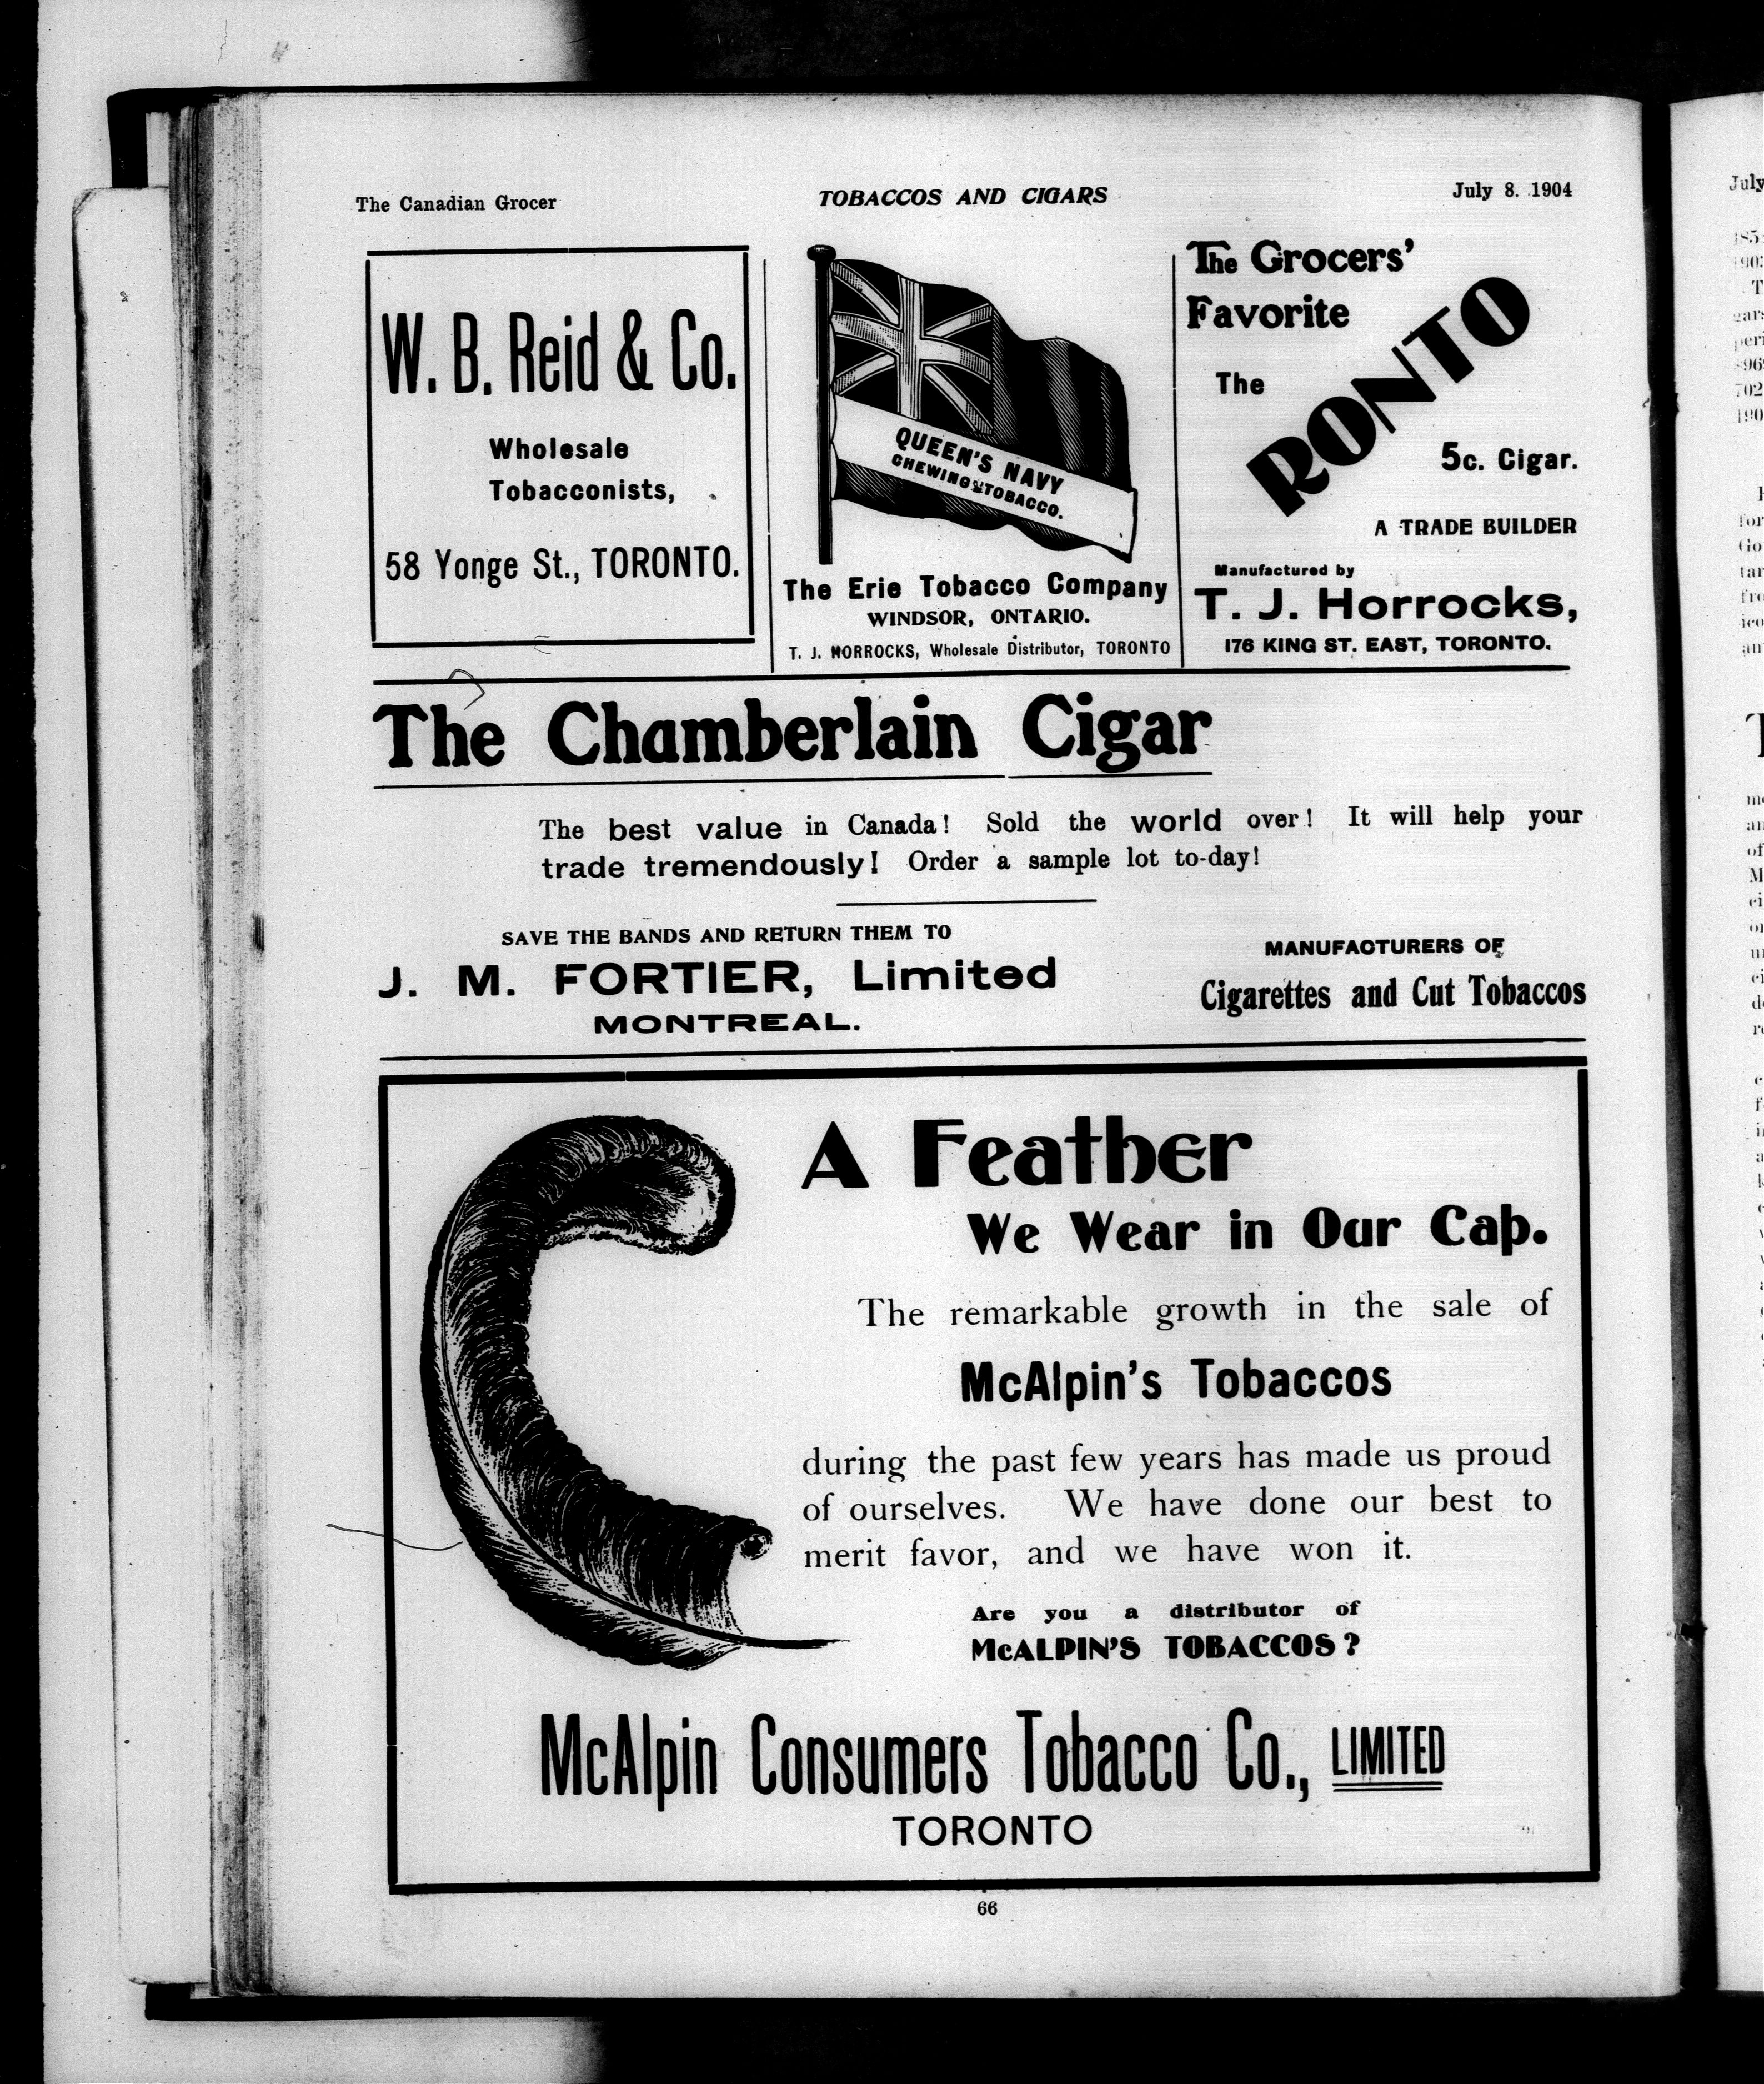 The Canadian Grocer
TOBACCOS AND CIGARS
July 8. 1904
W. B. Reid & Co.
Wholesale
Tobacconists,
58 Yonge St., TORONTO.
QUEEN'S NAVY
CHEWING TOBACCO.
The Erie Tobacco Company
WINDSOR, ONTARIO.
T. J. HORROCKS, Wholesale Distributor, TORONTO
The Grocers'
Favorite
The
RONTO
5c. Cigar.
A TRADE BUILDER
Manufactured by
T. J. Horrocks,
176 KING ST. EAST, TORONTO.
The Chamberlain Cigar
The best value in Canada! Sold the world over! It will help your
trade tremendously! Order a sample lot to-day!
SAVE THE BANDS AND RETURN THEM TO
J. M. FORTIER, Limited
MONTREAL.
MANUFACTURERS OF
Cigarettes and Cut Tobaccos
A Feather
We Wear in Our Cap.
The remarkable growth in the sale of
McAlpin's Tobaccos
during the past few years has made us proud
of ourselves. We have done our best to
merit favor, and we have won it.
Are you a distributor of
McALPIN'S TOBACCOS?
McAlpin Consumers Tobacco Co., LIMITED
TORONTO
66
July